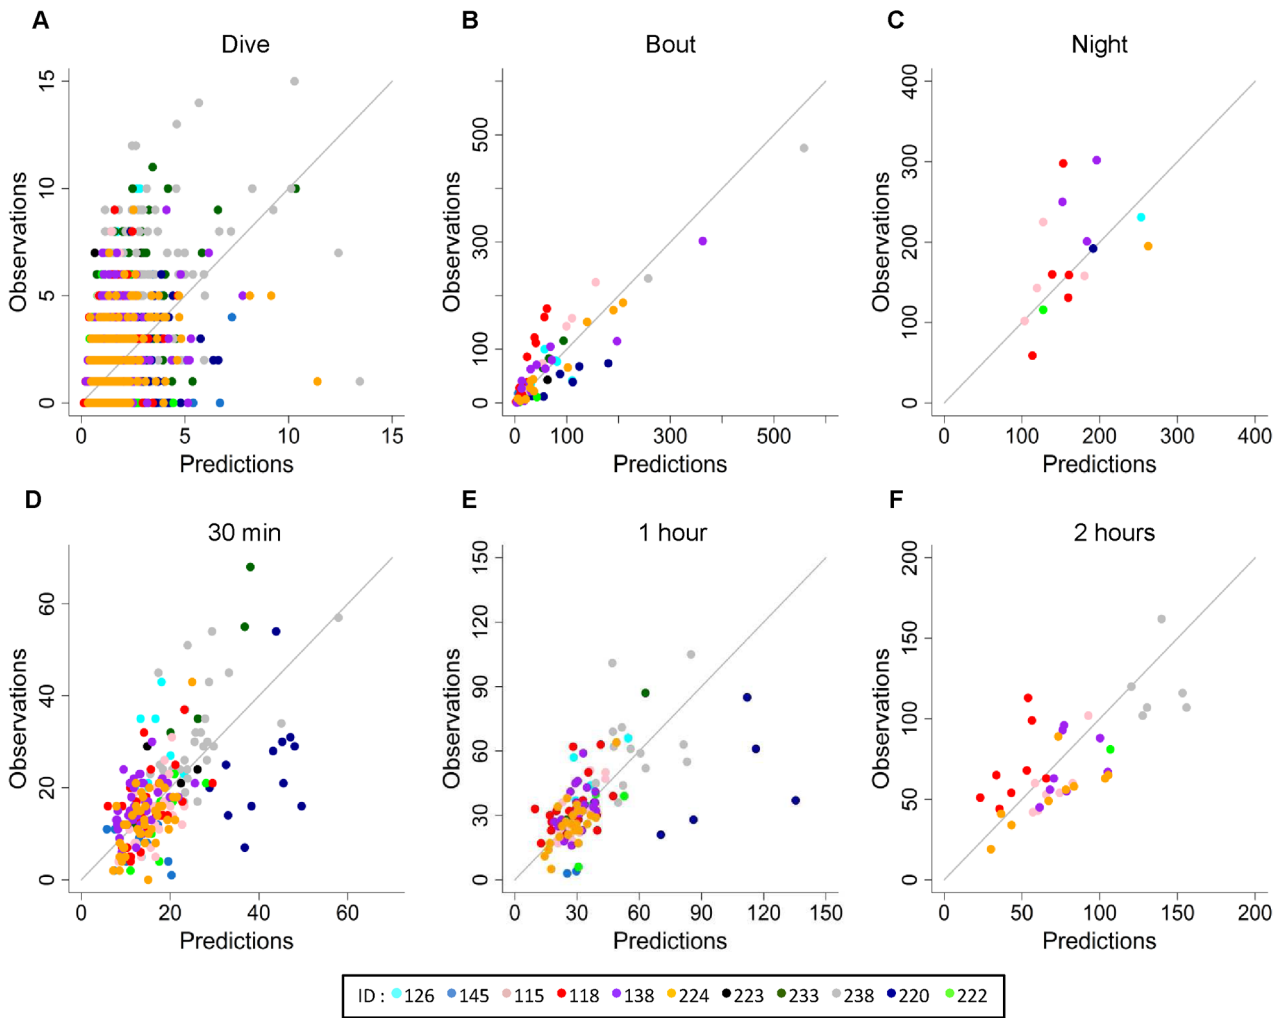 A
Dive
Observations
15
10
5
0
0 5 10 15
Predictions
B
Bout
Observations
500
300
100
0
0 100 300 500
Predictions
C
Night
Observations
400
300
200
100
0
0 100 200 300 400
Predictions
D
30 min
Observations
60
40
20
0
0 20 40 60
Predictions
E
1 hour
Observations
150
120
90
60
30
0
0 30 60 90 120 150
Predictions
F
2 hours
Observations
200
150
100
50
0
0 50 100 150 200
Predictions
ID : 126 145 115 118 138 224 223 233 238 220 222